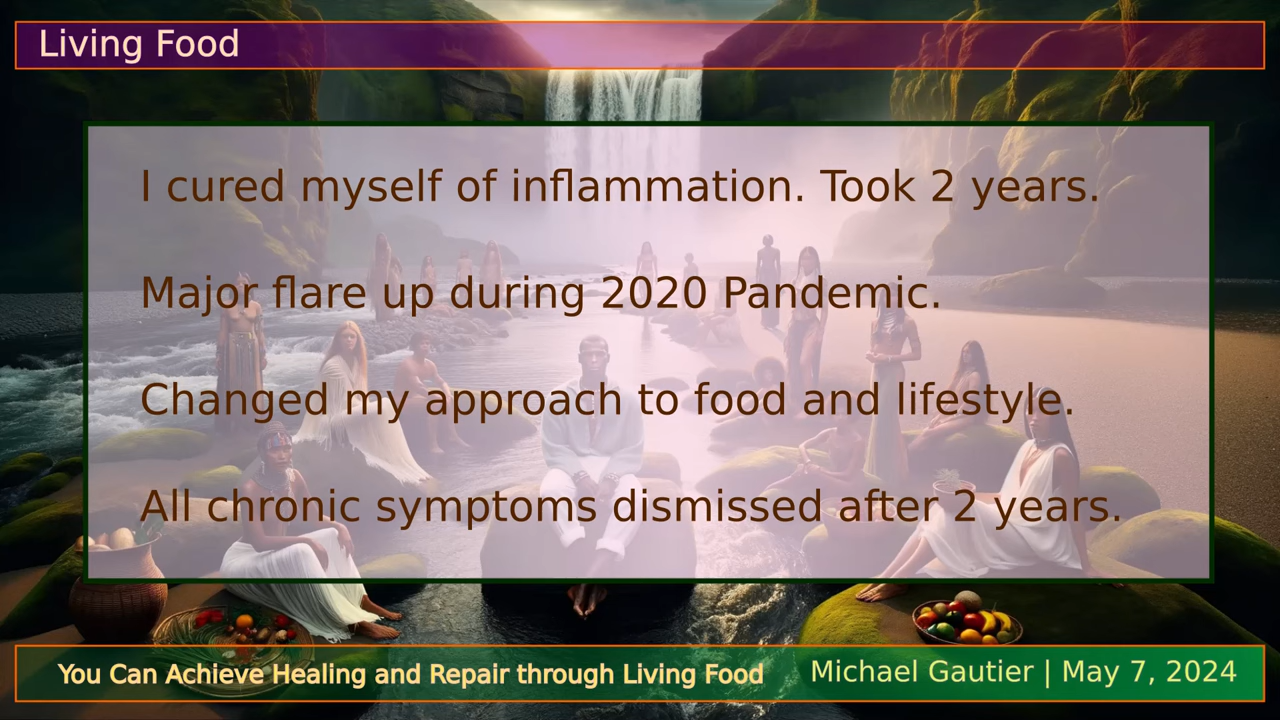 Living Food
I cured myself of inflammation. Took 2 years.
Major flare up during 2020 Pandemic.
Changed my approach to food and lifestyle.
All chronic symptoms dismissed after 2 years.
You Can Achieve Healing and Repair through Living Food
Michael Gautier | May 7, 2024